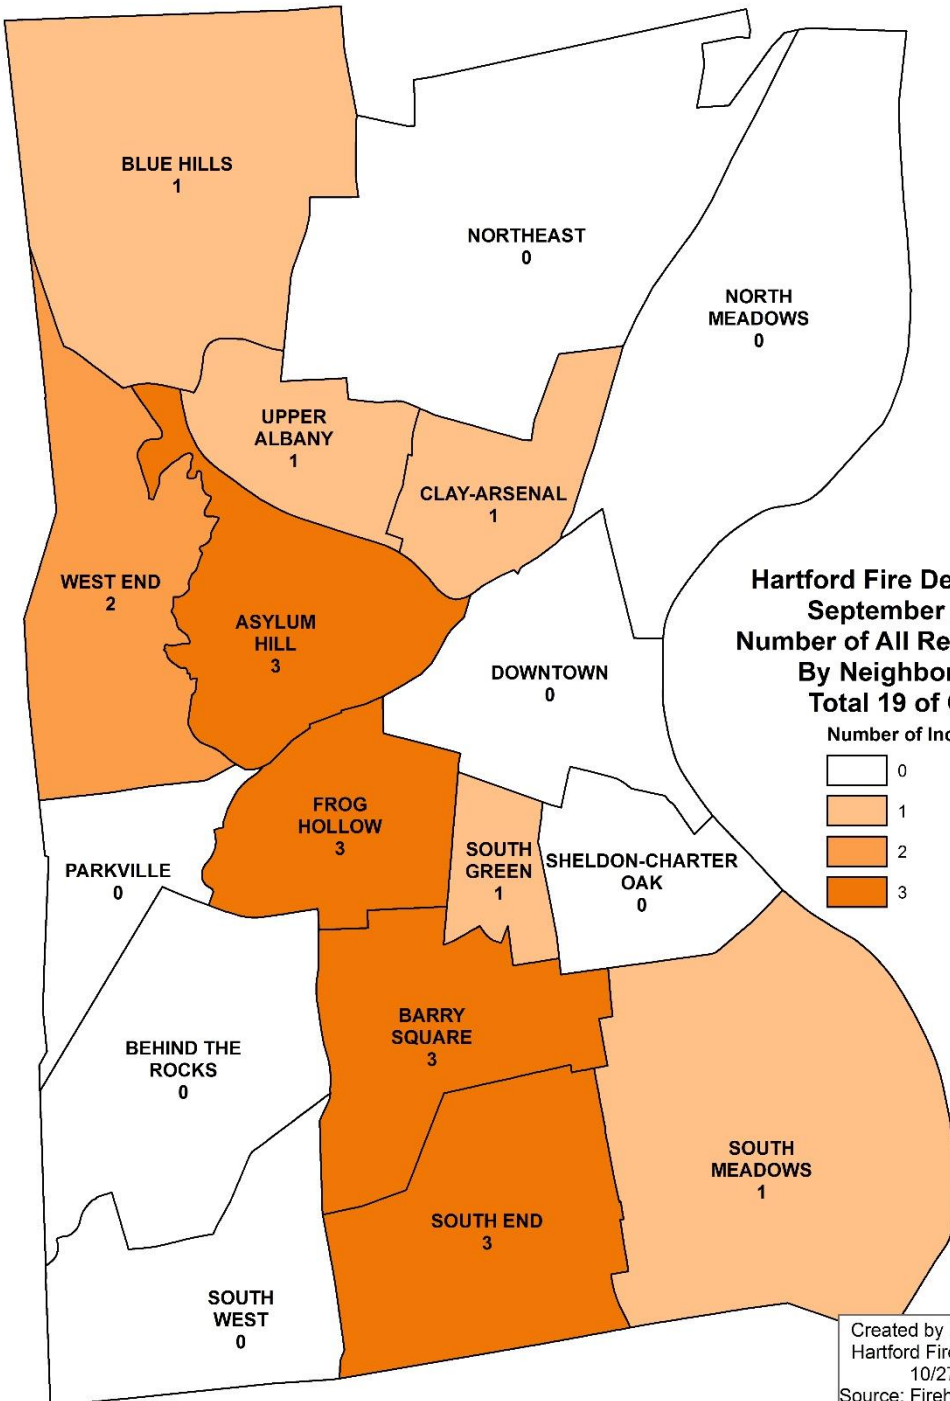 BLUE HILLS
1
NORTHEAST
0
NORTH
MEADOWS
0
UPPER
ALBANY
1
CLAY-ARSENAL
1
WEST END
2
ASYLUM
HILL
3
DOWNTOWN
0
Hartford Fire De
September
Number of All Re
By Neighbor
Total 19 of
Number of Inc
0
1
2
3
FROG
HOLLOW
3
PARKVILLE
0
SOUTH
GREEN
1
SHELDON-CHARTER
OAK
0
BARRY
SQUARE
3
BEHIND THE
ROCKS
0
SOUTH
MEADOWS
1
SOUTH END
3
SOUTH
WEST
0
Created by
Hartford Fire
10/27
Source: Fireh